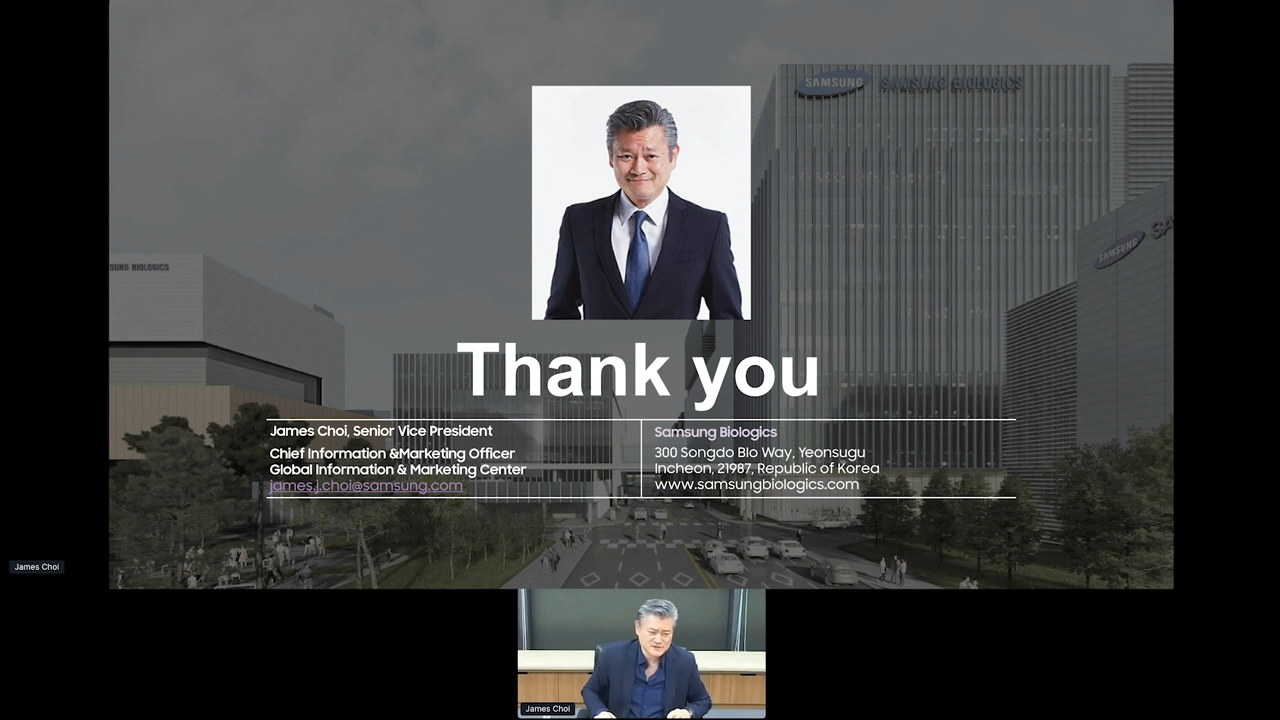 SAMSUNG SAMSUNG BIOLOGICS
SAMSUNG SA
SUNG BIOLOGICS
Thank you
James Choi, Senior Vice President
Chief Information &Marketing Officer
Global Information & Marketing Center
james.j.choi@samsung.com
Samsung Biologics
300 Songdo BIo Way, Yeonsugu
Incheon, 21987, Republic of Korea
www.samsungbiologics.com
James Choi
James Choi